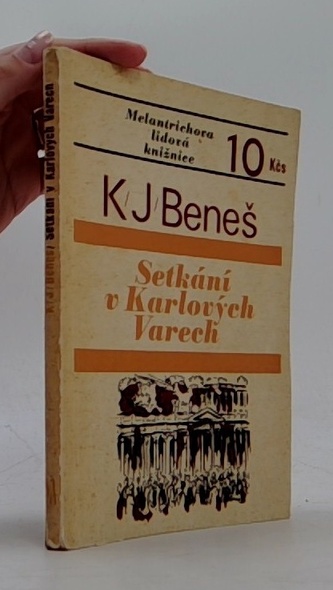 Melantrichova
lidová
knižnice
10 Kčs
K/J/Beneš
Setkání
v Karlových
Varech
K/J/Beneš/ Setkání v Karlových Varech